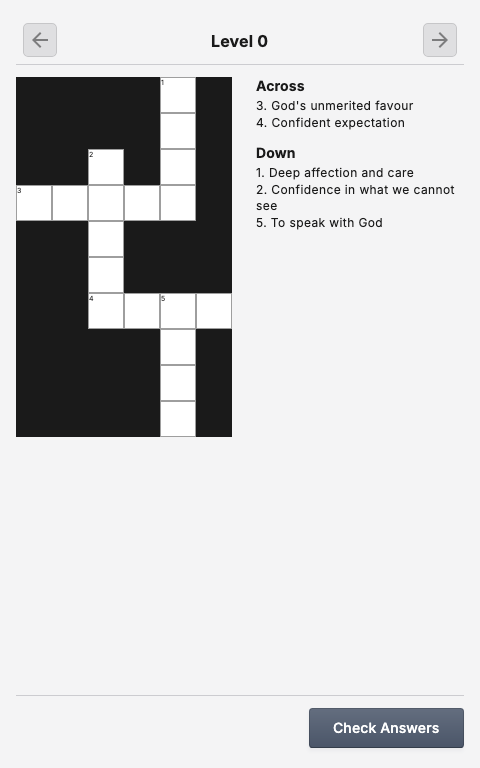 Level 0
1
2
3
4
5
Across
3. God's unmerited favour
4. Confident expectation
Down
1. Deep affection and care
2. Confidence in what we cannot
see
5. To speak with God
Check Answers